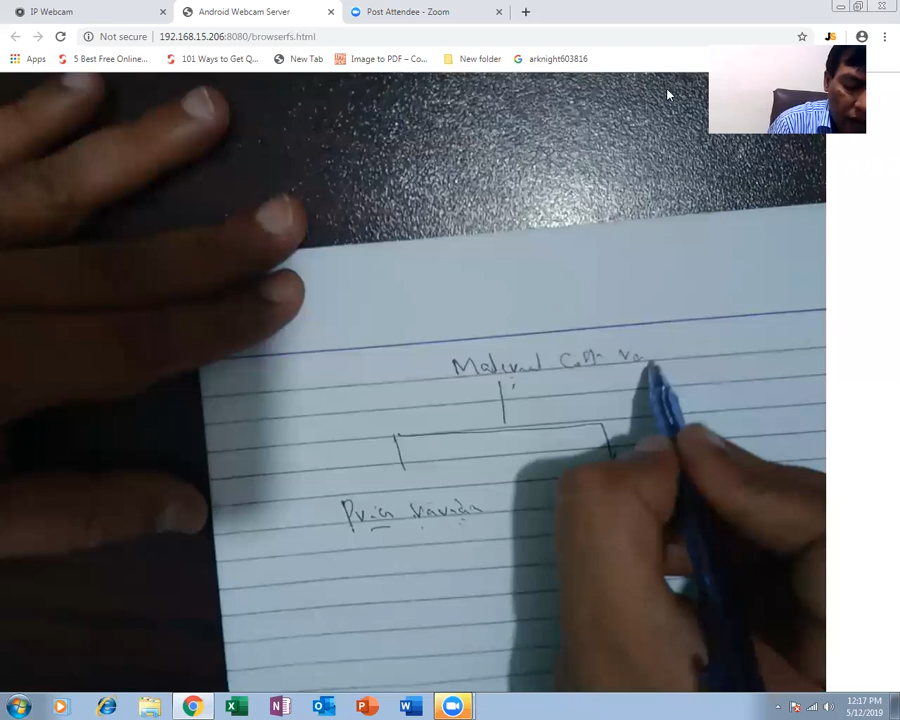 IP Webcam
Android Webcam Server
Post Attendee - Zoom
Not secure | 192.168.15.206:8080/browserfs.html
Apps
5 Best Free Online...
101 Ways to Get Q...
New Tab
Image to PDF – Co...
New folder
arknight603816
Material Cost Va
Price
12:17 PM
5/12/2019